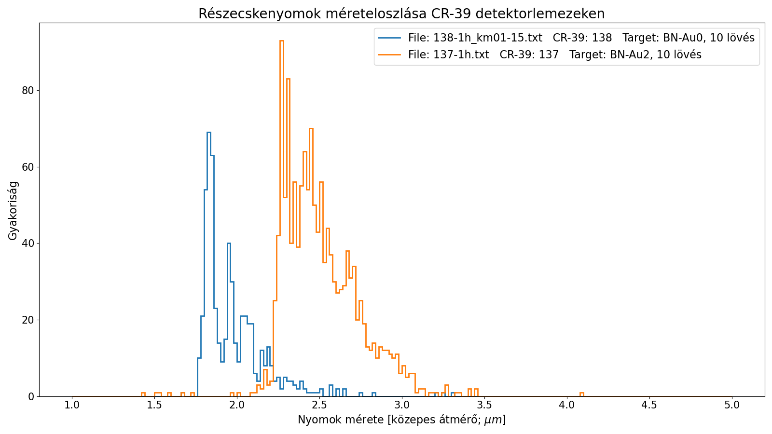 Részecskenyomok méreteloszlása CR-39 detektorlemezeken
File: 138-1h_km01-15.txt CR-39: 138 Target: BN-Au0, 10 lövés
File: 137-1h.txt CR-39: 137 Target: BN-Au2, 10 lövés
Gyakoriság
80
60
40
20
0
1.0 1.5 2.0 2.5 3.0 3.5 4.0 4.5 5.0
Nyomok mérete [közepes átmérő; μm]